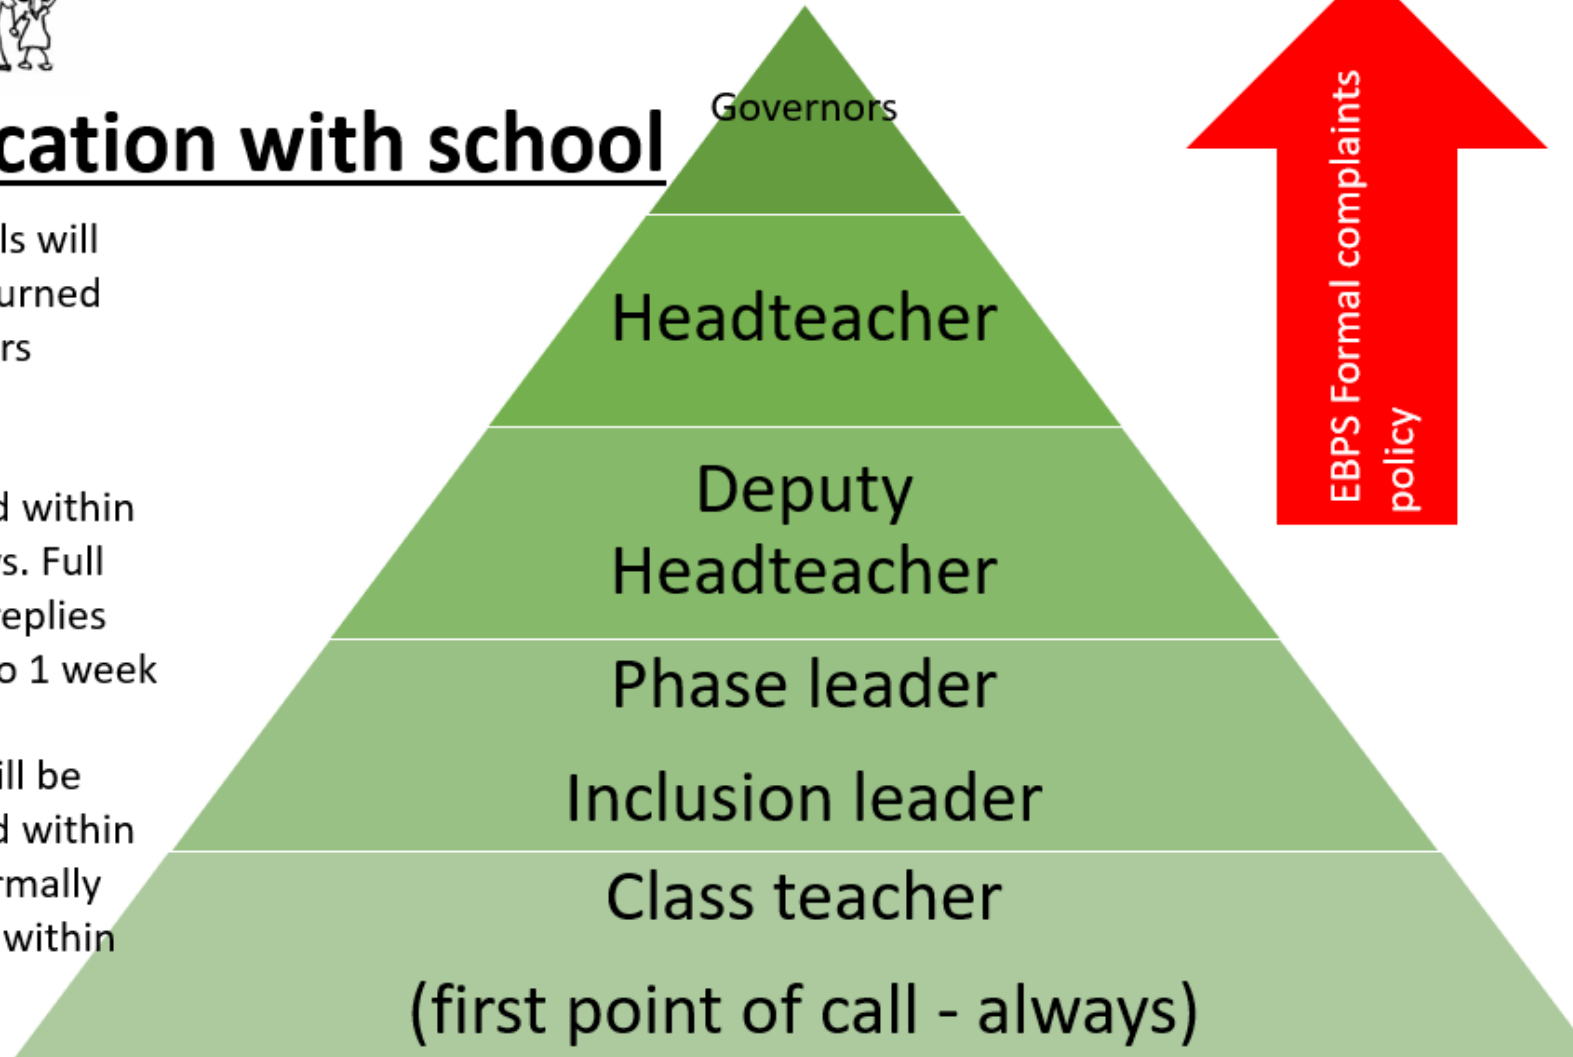 cation with school
ls will
urned
rs
d within
s. Full
replies
o 1 week
ill be
d within
rmally
within
Governors
Headteacher
Deputy
Headteacher
Phase leader
Inclusion leader
Class teacher
(first point of call - always)
EBPS Formal complaints
policy